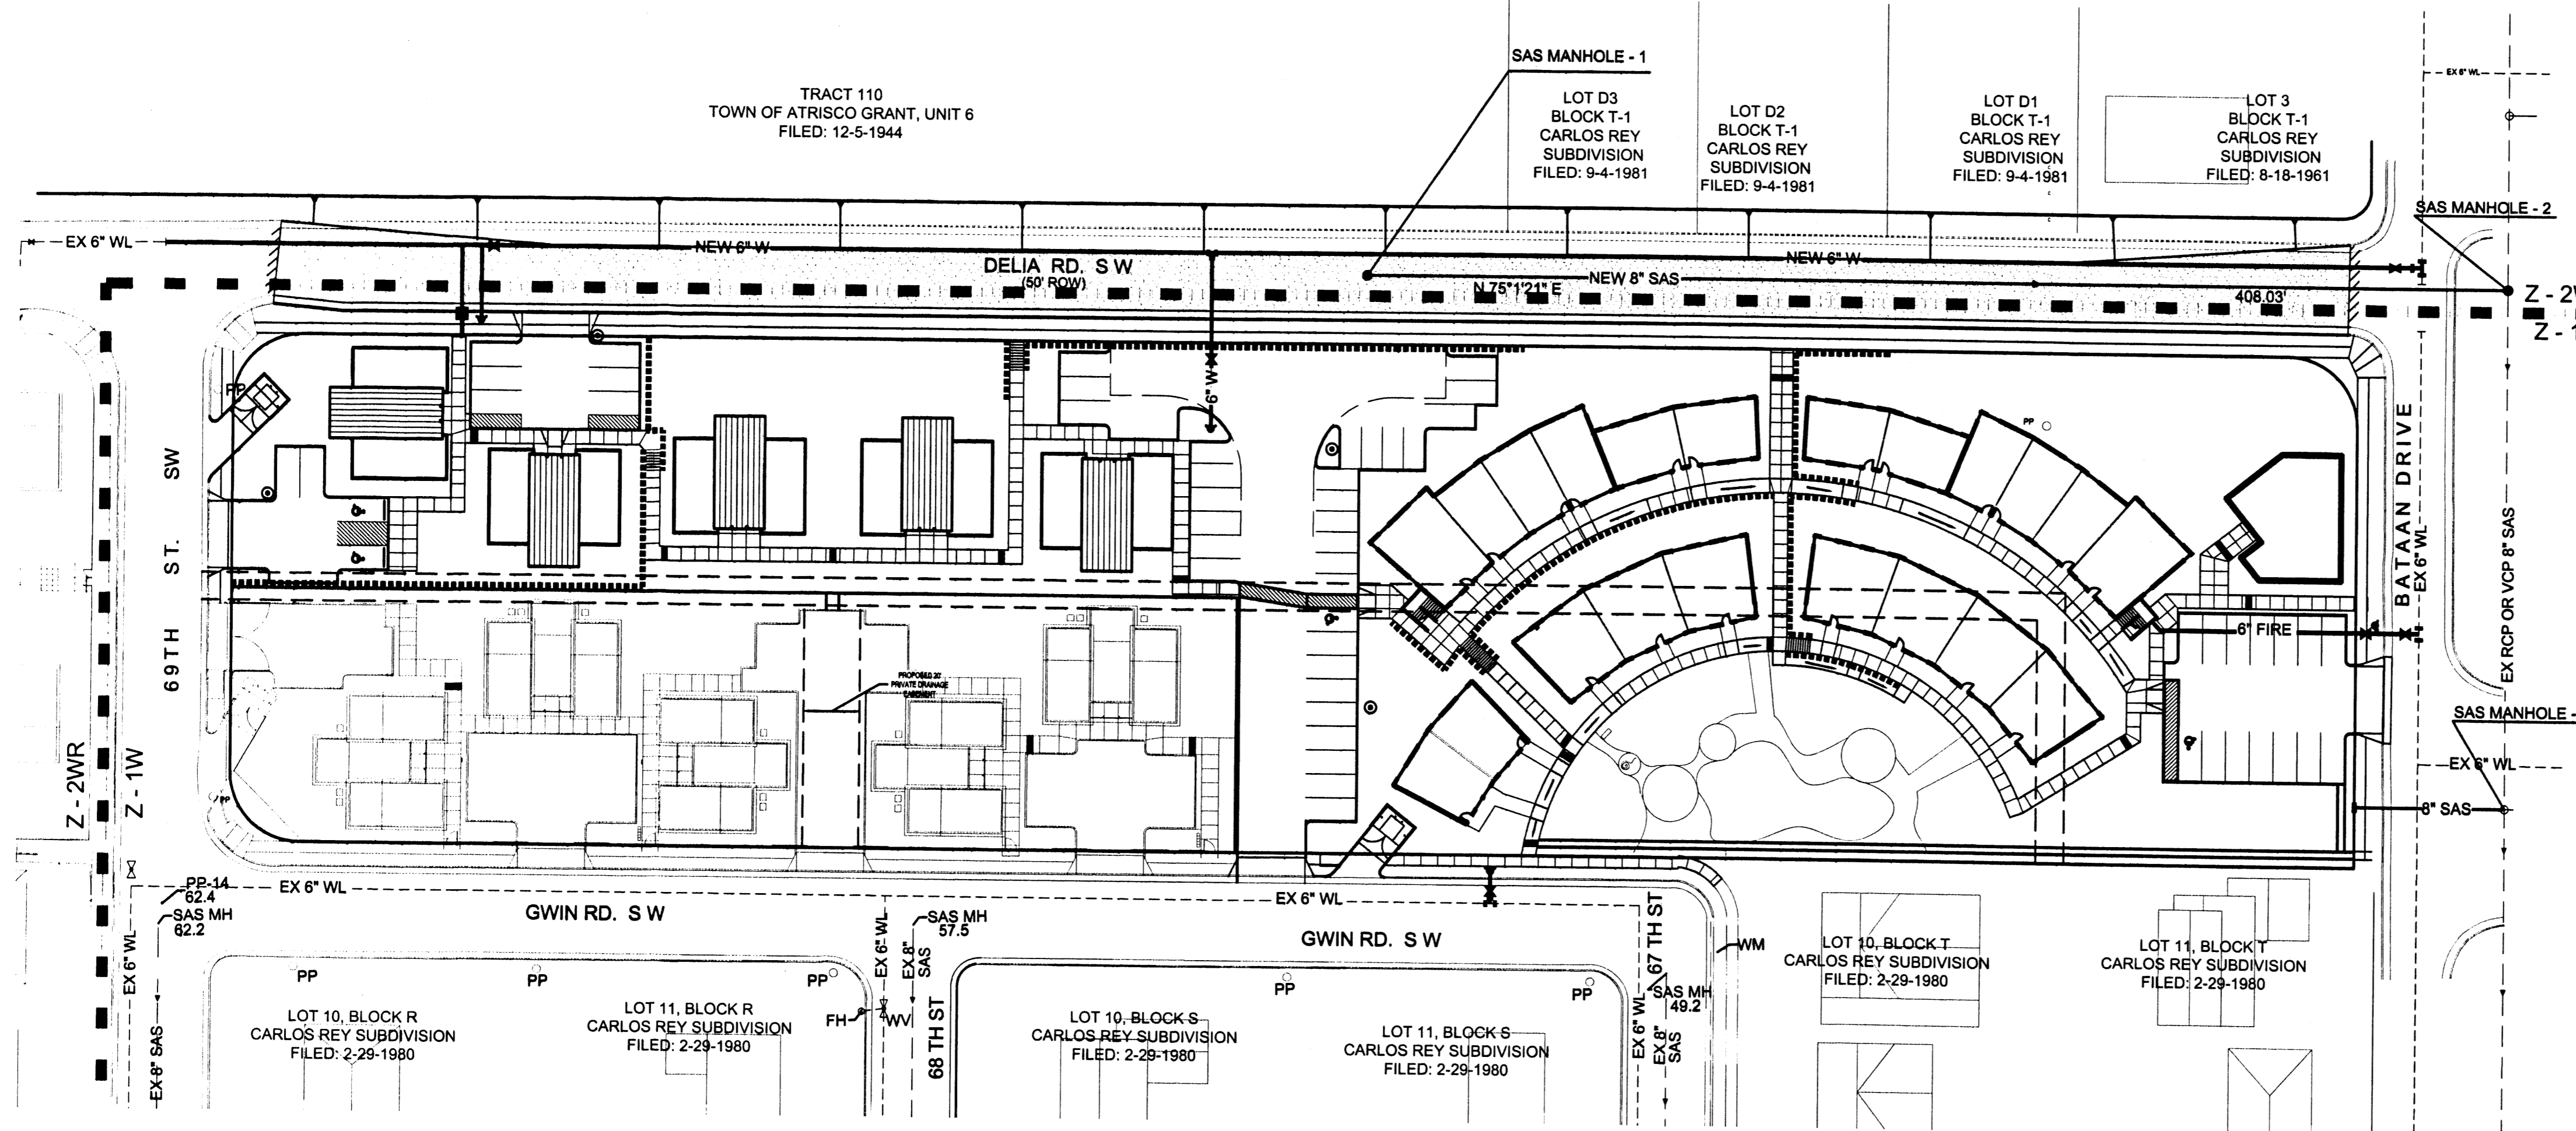 SAS MANHOLE - 1
TRACT 110
TOWN OF ATRISCO GRANT, UNIT 6
FILED: 12-5-1944
LOT D3
BLOCK T-1
CARLOS REY
SUBDIVISION
FILED: 9-4-1981
LOT D2
BLOCK T-1
CARLOS REY
SUBDIVISION
FILED: 9-4-1981
LOT D1
BLOCK T-1
CARLOS REY
SUBDIVISION
FILED: 9-4-1981
LOT 3
BLOCK T-1
CARLOS REY
SUBDIVISION
FILED: 8-18-1961
EX 6" WL
SAS MANHOLE - 2
EX 6" WL
NEW 6" W
DELIA RD. S W
(50' ROW)
NEW 6" W
NEW 8" SAS
N 75°1'21" E
408.03'
Z - 2W
Z - 1
PP
6" W
PP
69TH ST. SW
BATAAN DRIVE
EX 6" WL
EX RCP OR VCP 8" SAS
6" FIRE
PROPOSED 20'
PRIVATE DRAINAGE
EASEMENT
SAS MANHOLE -
EX 6" WL
8" SAS
Z - 2WR
Z - 1W
PP
PP-14
62.4
SAS MH
62.2
EX 6" WL
GWIN RD. S W
EX 6" WL
SAS MH
57.5
EX 6" WL
EX 8"
SAS
EX 6" WL
GWIN RD. S W
67 TH ST
WM
LOT 10, BLOCK T
CARLOS REY SUBDIVISION
FILED: 2-29-1980
LOT 11, BLOCK T
CARLOS REY SUBDIVISION
FILED: 2-29-1980
PP
PP
PP
PP
PP
SAS MH
49.2
EX 8" SAS
LOT 10, BLOCK R
CARLOS REY SUBDIVISION
FILED: 2-29-1980
LOT 11, BLOCK R
CARLOS REY SUBDIVISION
FILED: 2-29-1980
FH
WV
68 TH ST
LOT 10, BLOCK S
CARLOS REY SUBDIVISION
FILED: 2-29-1980
LOT 11, BLOCK S
CARLOS REY SUBDIVISION
FILED: 2-29-1980
EX 6" WL
EX 8"
SAS